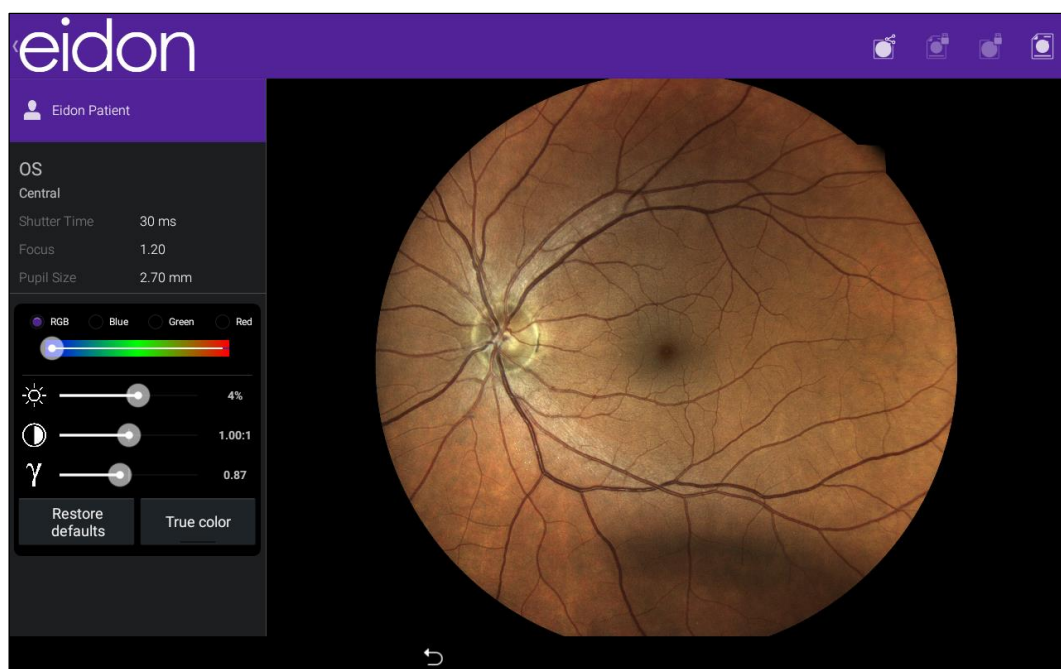 eidon
Eidon Patient
OS
Central
Shutter Time 30 ms
Focus 1.20
Pupil Size 2.70 mm
RGB Blue Green Red
4%
1.00:1
γ 0.87
Restore defaults
True color